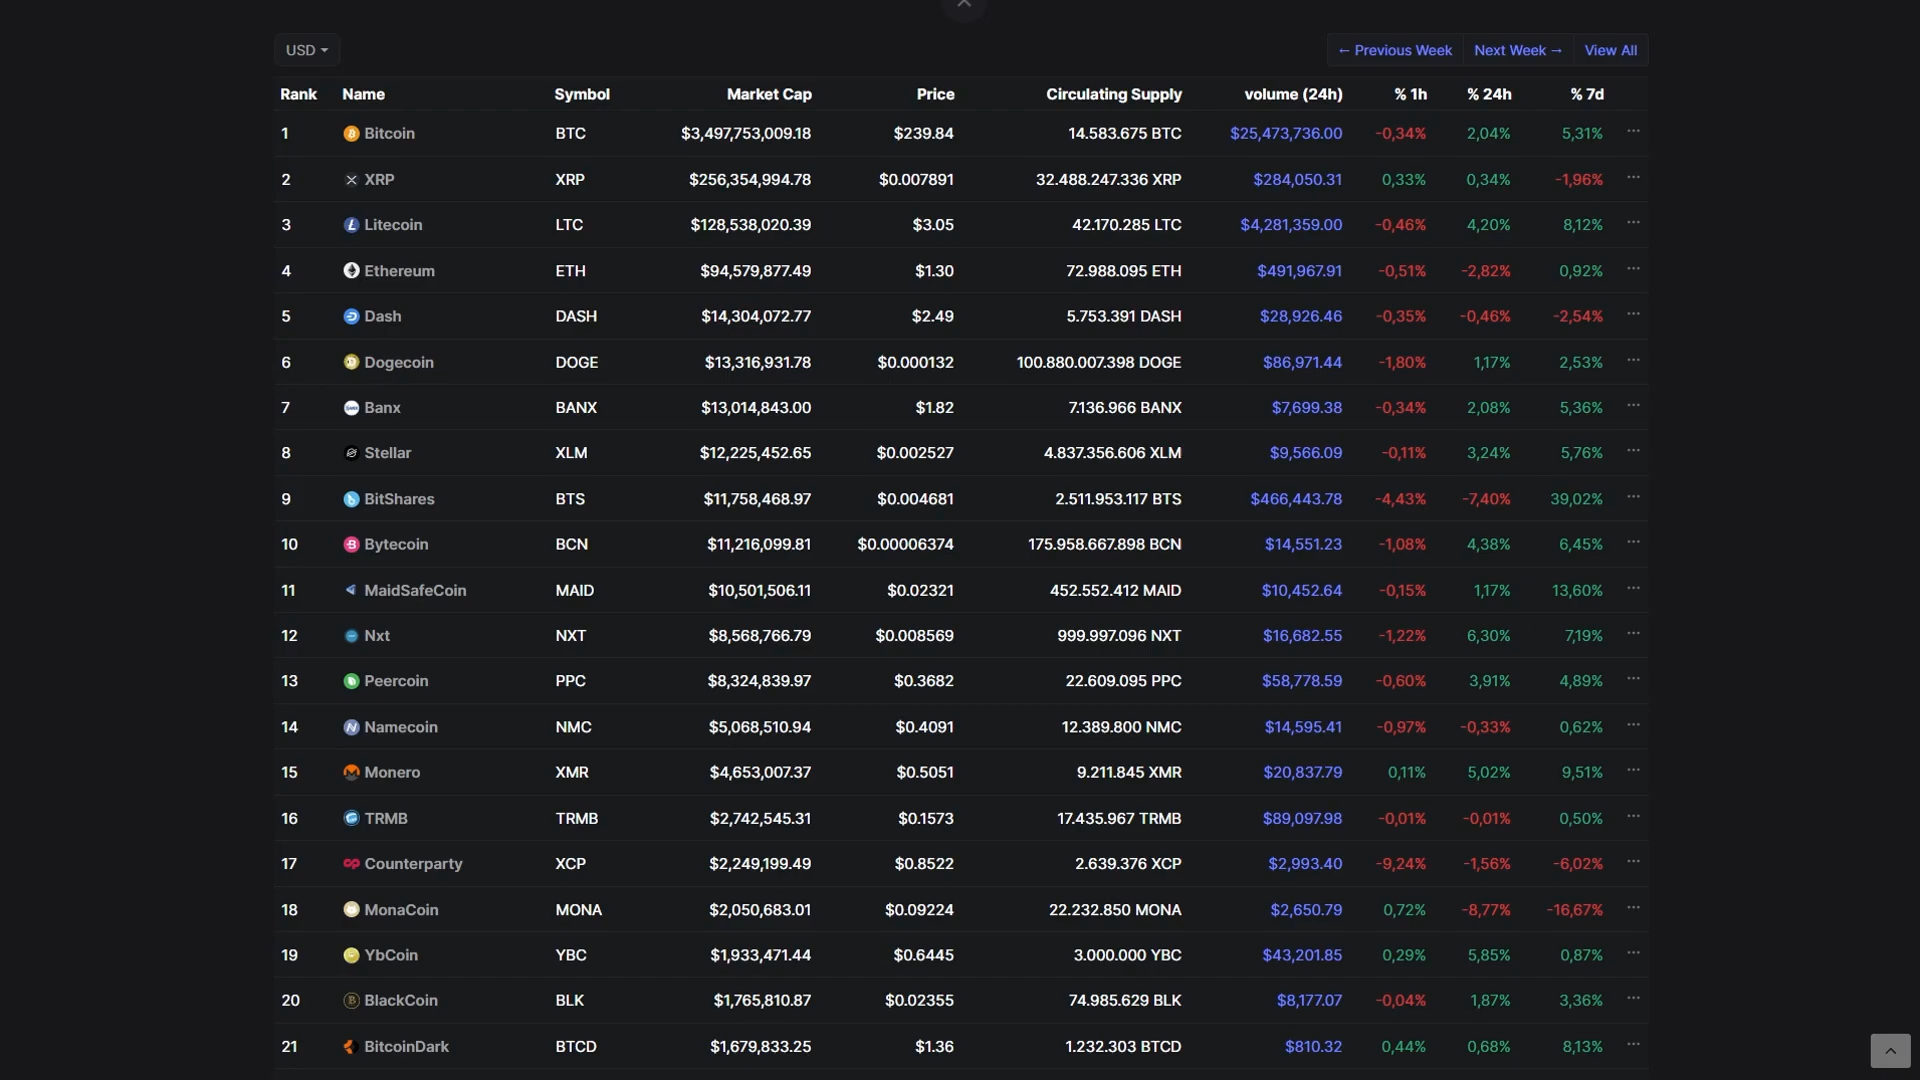 USD
← Previous Week Next Week → View All
Rank Name Symbol Market Cap Price Circulating Supply volume (24h) % 1h % 24h % 7d
1 Bitcoin BTC $3,497,753,009.18 $239.84 14.583.675 BTC $25,473,736.00 -0,34% 2,04% 5,31% ...
2 XRP XRP $256,354,994.78 $0.007891 32.488.247.336 XRP $284,050.31 0,33% 0,34% -1,96% ...
3 Litecoin LTC $128,538,020.39 $3.05 42.170.285 LTC $4,281,359.00 -0,46% 4,20% 8,12% ...
4 Ethereum ETH $94,579,877.49 $1.30 72.988.095 ETH $491,967.91 -0,51% -2,82% 0,92% ...
5 Dash DASH $14,304,072.77 $2.49 5.753.391 DASH $28,926.46 -0,35% -0,46% -2,54% ...
6 Dogecoin DOGE $13,316,931.78 $0.000132 100.880.007.398 DOGE $86,971.44 -1,80% 1,17% 2,53% ...
7 Banx BANX $13,014,843.00 $1.82 7.136.966 BANX $7,699.38 -0,34% 2,08% 5,36% ...
8 Stellar XLM $12,225,452.65 $0.002527 4.837.356.606 XLM $9,566.09 -0,11% 3,24% 5,76% ...
9 BitShares BTS $11,758,468.97 $0.004681 2.511.953.117 BTS $466,443.78 -4,43% -7,40% 39,02% ...
10 Bytecoin BCN $11,216,099.81 $0.00006374 175.958.667.898 BCN $14,551.23 -1,08% 4,38% 6,45% ...
11 MaidSafeCoin MAID $10,501,506.11 $0.02321 452.552.412 MAID $10,452.64 -0,15% 1,17% 13,60% ...
12 Nxt NXT $8,568,766.79 $0.008569 999.997.096 NXT $16,682.55 -1,22% 6,30% 7,19% ...
13 Peercoin PPC $8,324,839.97 $0.3682 22.609.095 PPC $58,778.59 -0,60% 3,91% 4,89% ...
14 Namecoin NMC $5,068,510.94 $0.4091 12.389.800 NMC $14,595.41 -0,97% -0,33% 0,62% ...
15 Monero XMR $4,653,007.37 $0.5051 9.211.845 XMR $20,837.79 0,11% 5,02% 9,51% ...
16 TRMB TRMB $2,742,545.31 $0.1573 17.435.967 TRMB $89,097.98 -0,01% -0,01% 0,50% ...
17 Counterparty XCP $2,249,199.49 $0.8522 2.639.376 XCP $2,993.40 -9,24% -1,56% -6,02% ...
18 MonaCoin MONA $2,050,683.01 $0.09224 22.232.850 MONA $2,650.79 0,72% -8,77% -16,67% ...
19 YbCoin YBC $1,933,471.44 $0.6445 3.000.000 YBC $43,201.85 0,29% 5,85% 0,87% ...
20 BlackCoin BLK $1,765,810.87 $0.02355 74.985.629 BLK $8,177.07 -0,04% 1,87% 3,36% ...
21 BitcoinDark BTCD $1,679,833.25 $1.36 1.232.303 BTCD $810.32 0,44% 0,68% 8,13% ...